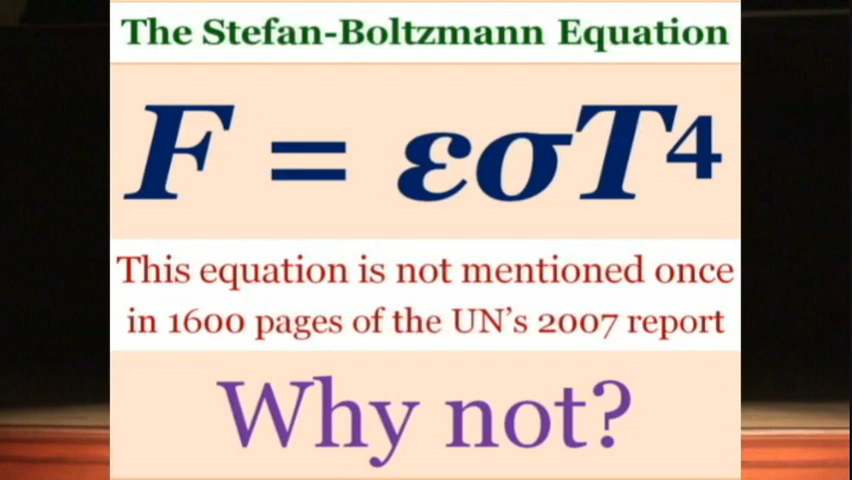 The Stefan-Boltzmann Equation
F = εσT⁴
This equation is not mentioned once
in 1600 pages of the UN’s 2007 report
Why not?